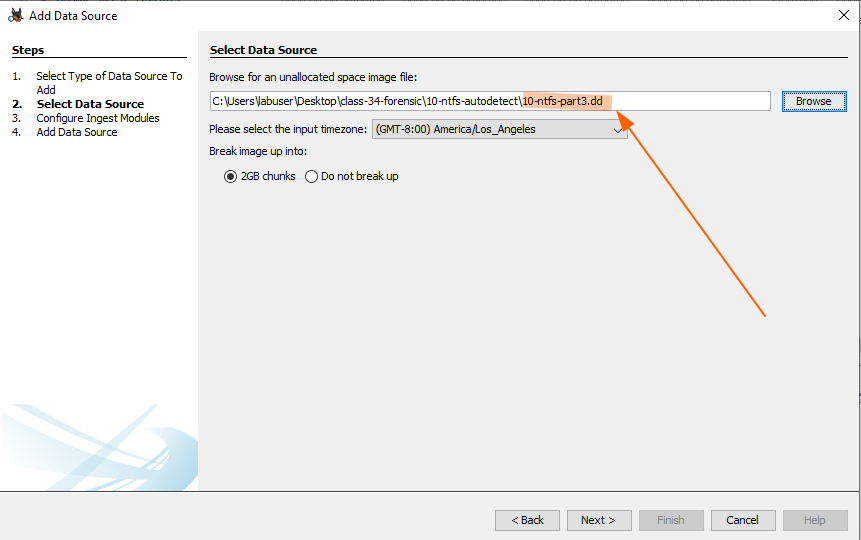 Add Data Source
Steps
1. Select Type of Data Source To
Add
2. Select Data Source
3. Configure Ingest Modules
4. Add Data Source
Select Data Source
Browse for an unallocated space image file:
C:\Users\labuser\Desktop\class-34-forensic\10-ntfs-autodetect\10-ntfs-part3.dd
Browse
Please select the input timezone: (GMT-8:00) America/Los_Angeles
Break image up into:
2GB chunks Do not break up
< Back Next > Finish Cancel Help